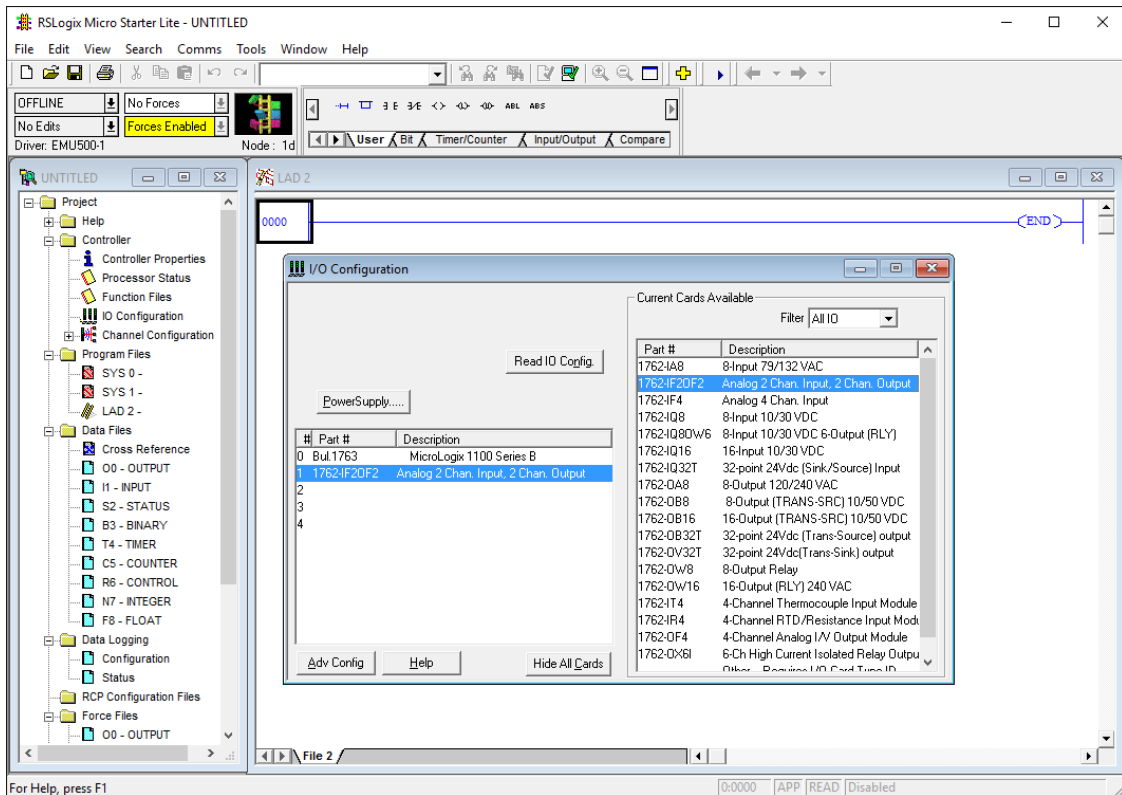 RSLogix Micro Starter Lite - UNTITLED
File Edit View Search Comms Tools Window Help
OFFLINE No Forces
No Edits Forces Enabled
Driver: EMU500-1 Node : 1d
ABL ABS
User Bit Timer/Counter Input/Output Compare
UNTITLED
Project
Help
Controller
Controller Properties
Processor Status
Function Files
IO Configuration
Channel Configuration
Program Files
SYS 0 -
SYS 1 -
LAD 2 -
Data Files
Cross Reference
O0 - OUTPUT
I1 - INPUT
S2 - STATUS
B3 - BINARY
T4 - TIMER
C5 - COUNTER
R6 - CONTROL
N7 - INTEGER
F8 - FLOAT
Data Logging
Configuration
Status
RCP Configuration Files
Force Files
O0 - OUTPUT
LAD 2
0000 END
I/O Configuration
Read IO Config.
PowerSupply.....
# Part # Description
0 Bul.1763 MicroLogix 1100 Series B
1 1762-IF2OF2 Analog 2 Chan. Input, 2 Chan. Output
2
3
4
Adv Config Help Hide All Cards
Current Cards Available
Filter All IO
Part # Description
1762-IA8 8-Input 79/132 VAC
1762-IF2OF2 Analog 2 Chan. Input, 2 Chan. Output
1762-IF4 Analog 4 Chan. Input
1762-IQ8 8-Input 10/30 VDC
1762-IQ8OW6 8-Input 10/30 VDC 6-Output (RLY)
1762-IQ16 16-Input 10/30 VDC
1762-IQ32T 32-point 24Vdc (Sink/Source) Input
1762-OA8 8-Output 120/240 VAC
1762-OB8 8-Output (TRANS-SRC) 10/50 VDC
1762-OB16 16-Output (TRANS-SRC) 10/50 VDC
1762-OB32T 32-point 24Vdc (Trans-Source) output
1762-OV32T 32-point 24Vdc(Trans-Sink) output
1762-OW8 8-Output Relay
1762-OW16 16-Output (RLY) 240 VAC
1762-IT4 4-Channel Thermocouple Input Module
1762-IR4 4-Channel RTD/Resistance Input Modu
1762-OF4 4-Channel Analog I/V Output Module
1762-OX6I 6-Ch High Current Isolated Relay Outpu
Other Requires I/O Card Type ID
File 2
For Help, press F1 0:0000 APP READ Disabled